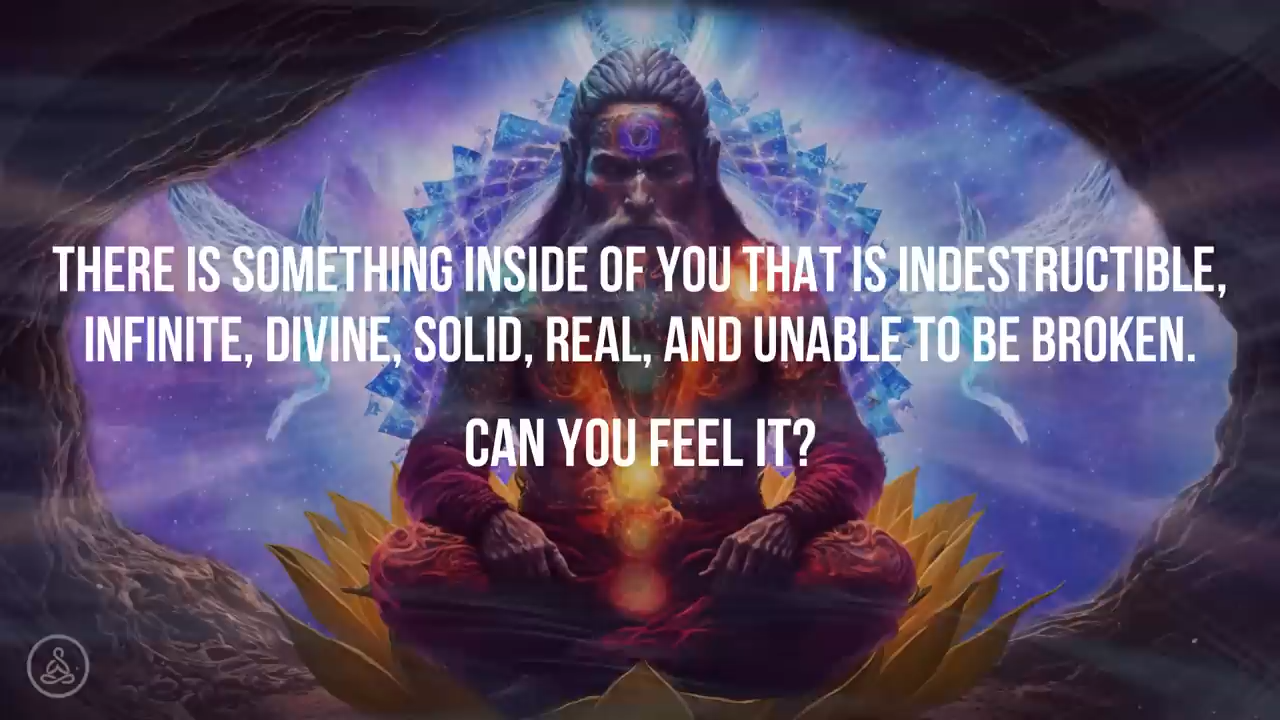 THERE IS SOMETHING INSIDE OF YOU THAT IS INDESTRUCTIBLE,
INFINITE, DIVINE, SOLID, REAL, AND UNABLE TO BE BROKEN.
CAN YOU FEEL IT?